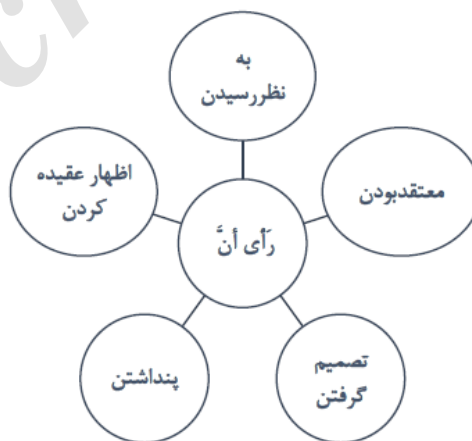 به
نظررسیدن
معتقدبودن
اظهار عقیده
کردن
رَأی أنَّ
تصمیم
گرفتن
پنداشتن